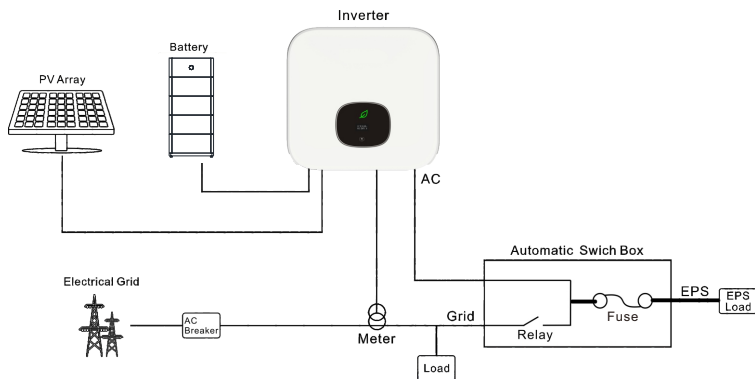 Inverter
Battery
PV Array
AC
Automatic Swich Box
Electrical Grid
EPS
EPS
Load
AC
Breaker
Grid
Fuse
Meter
Relay
Load